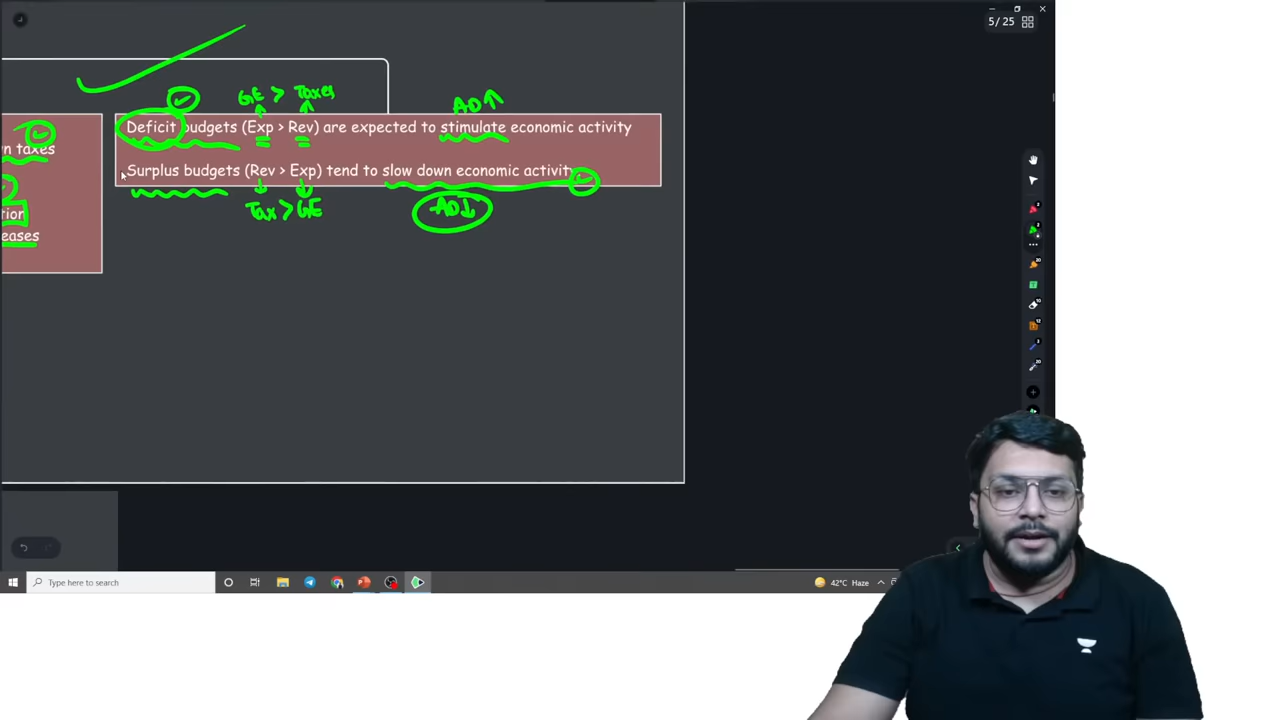 5/25
GE > Taxes
AD↑
n taxes
Deficit budgets (Exp > Rev) are expected to stimulate economic activity
Surplus budgets (Rev > Exp) tend to slow down economic activity
tion
Tax > GE
AD↓
eases
Type here to search
42°C Haze